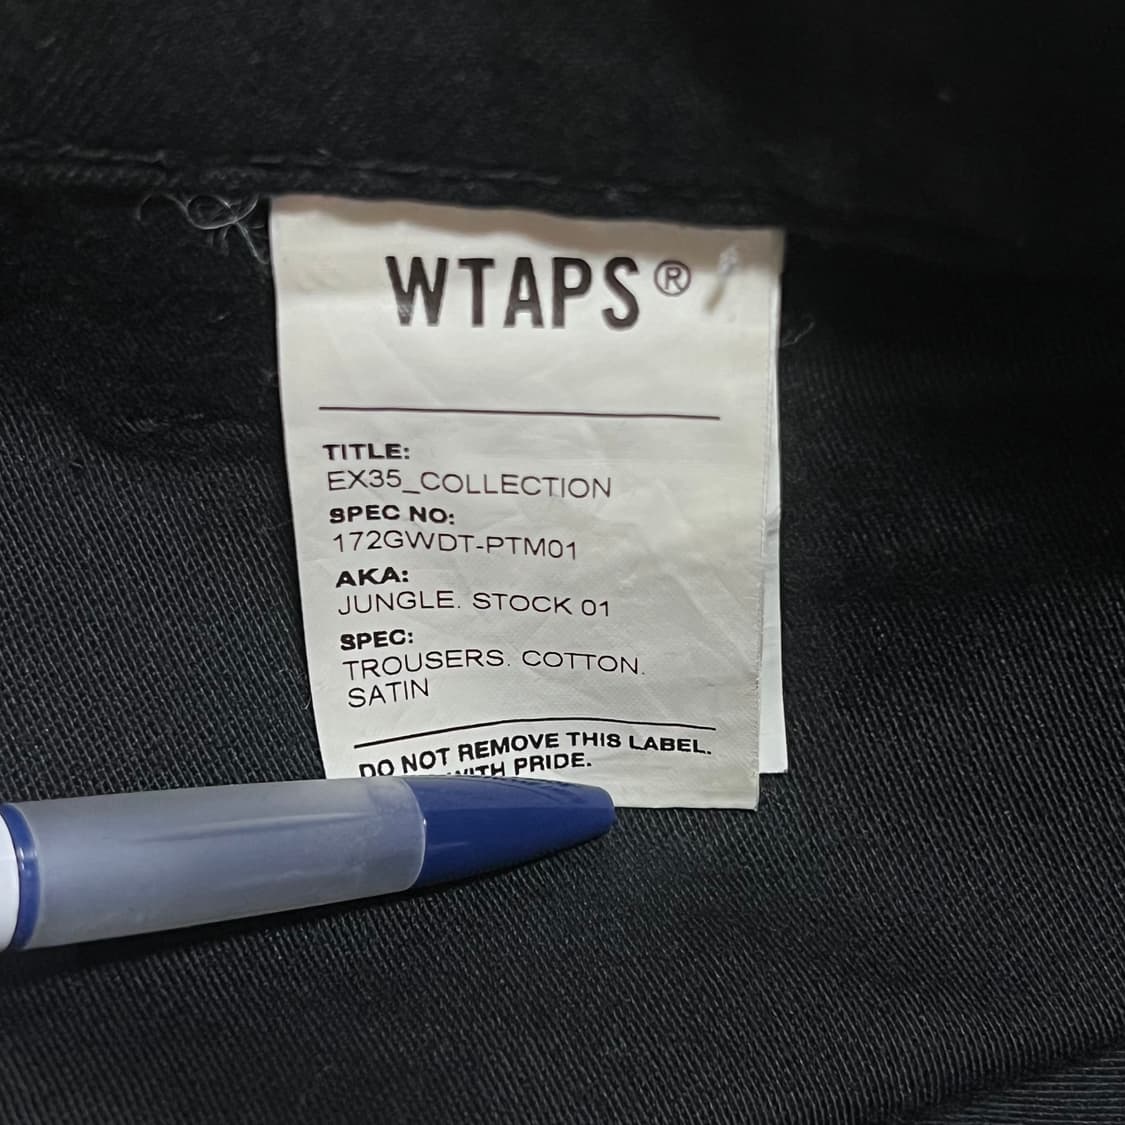 WTAPS®
TITLE:
EX35_COLLECTION
SPEC NO:
172GWDT-PTM01
AKA:
JUNGLE. STOCK 01
SPEC:
TROUSERS. COTTON.
SATIN
DO NOT REMOVE THIS LABEL.
WITH PRIDE.